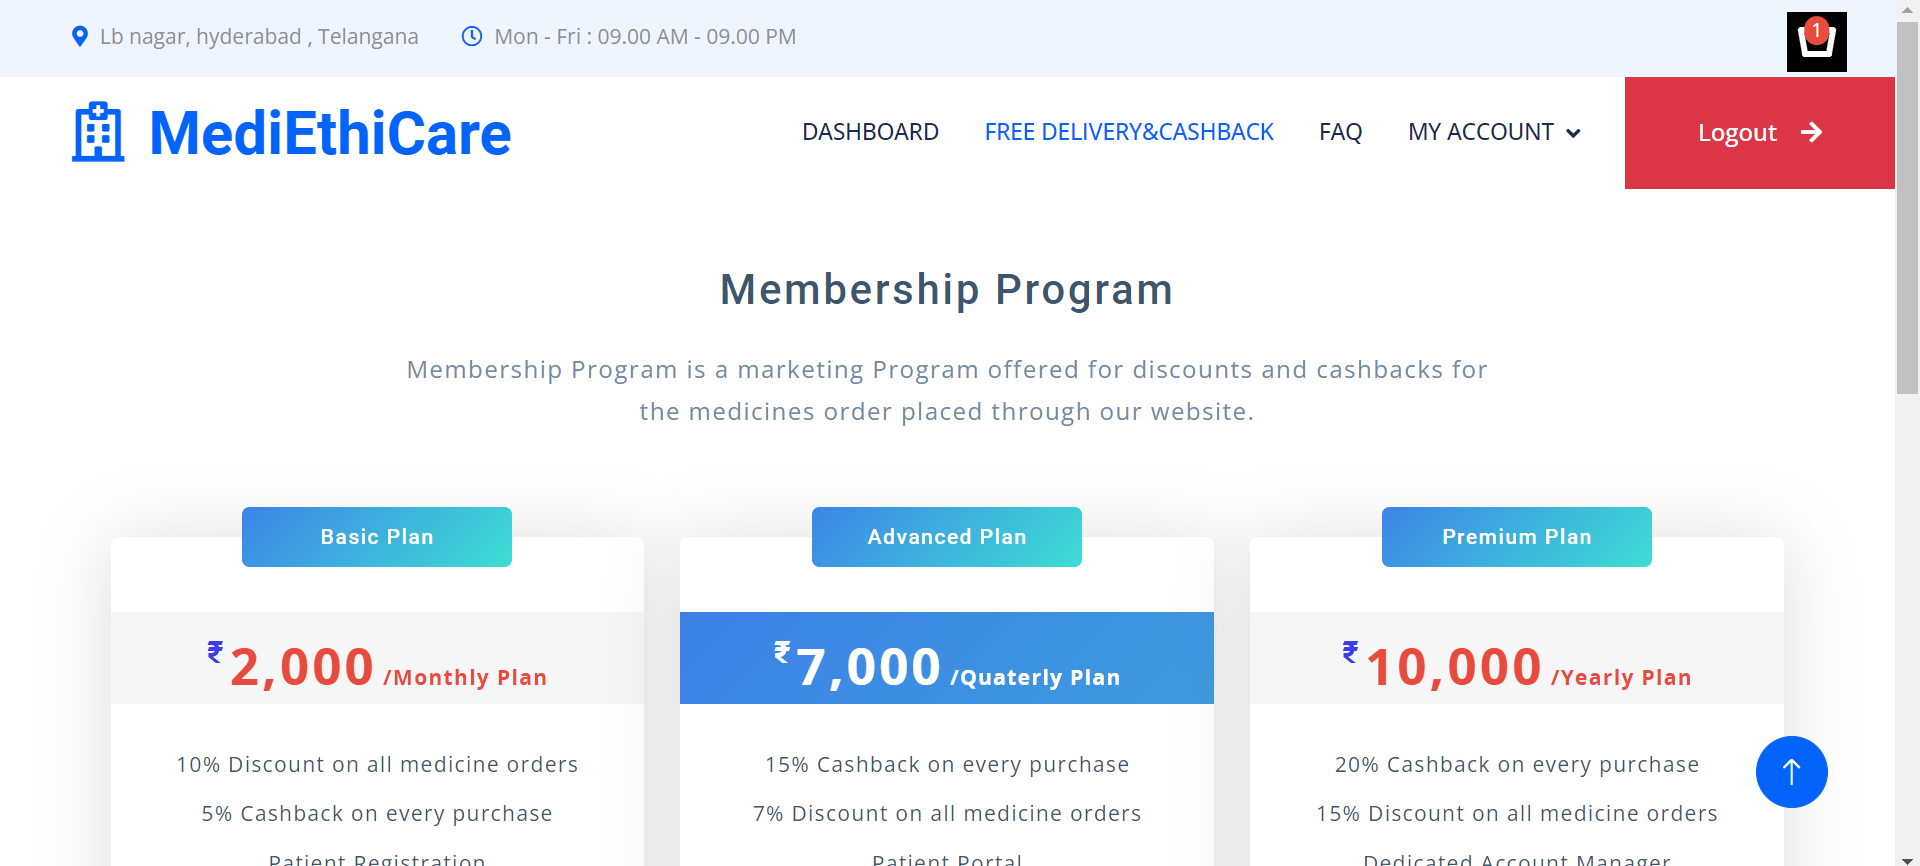 Lb nagar, hyderabad , Telangana
Mon - Fri : 09.00 AM - 09.00 PM
1
MediEthiCare
DASHBOARD
FREE DELIVERY&CASHBACK
FAQ
MY ACCOUNT
Logout
Membership Program
Membership Program is a marketing Program offered for discounts and cashbacks for
the medicines order placed through our website.
Basic Plan
₹2,000 /Monthly Plan
10% Discount on all medicine orders
5% Cashback on every purchase
Patient Registration
Advanced Plan
₹7,000 /Quaterly Plan
15% Cashback on every purchase
7% Discount on all medicine orders
Patient Portal
Premium Plan
₹10,000 /Yearly Plan
20% Cashback on every purchase
15% Discount on all medicine orders
Dedicated Account Manager